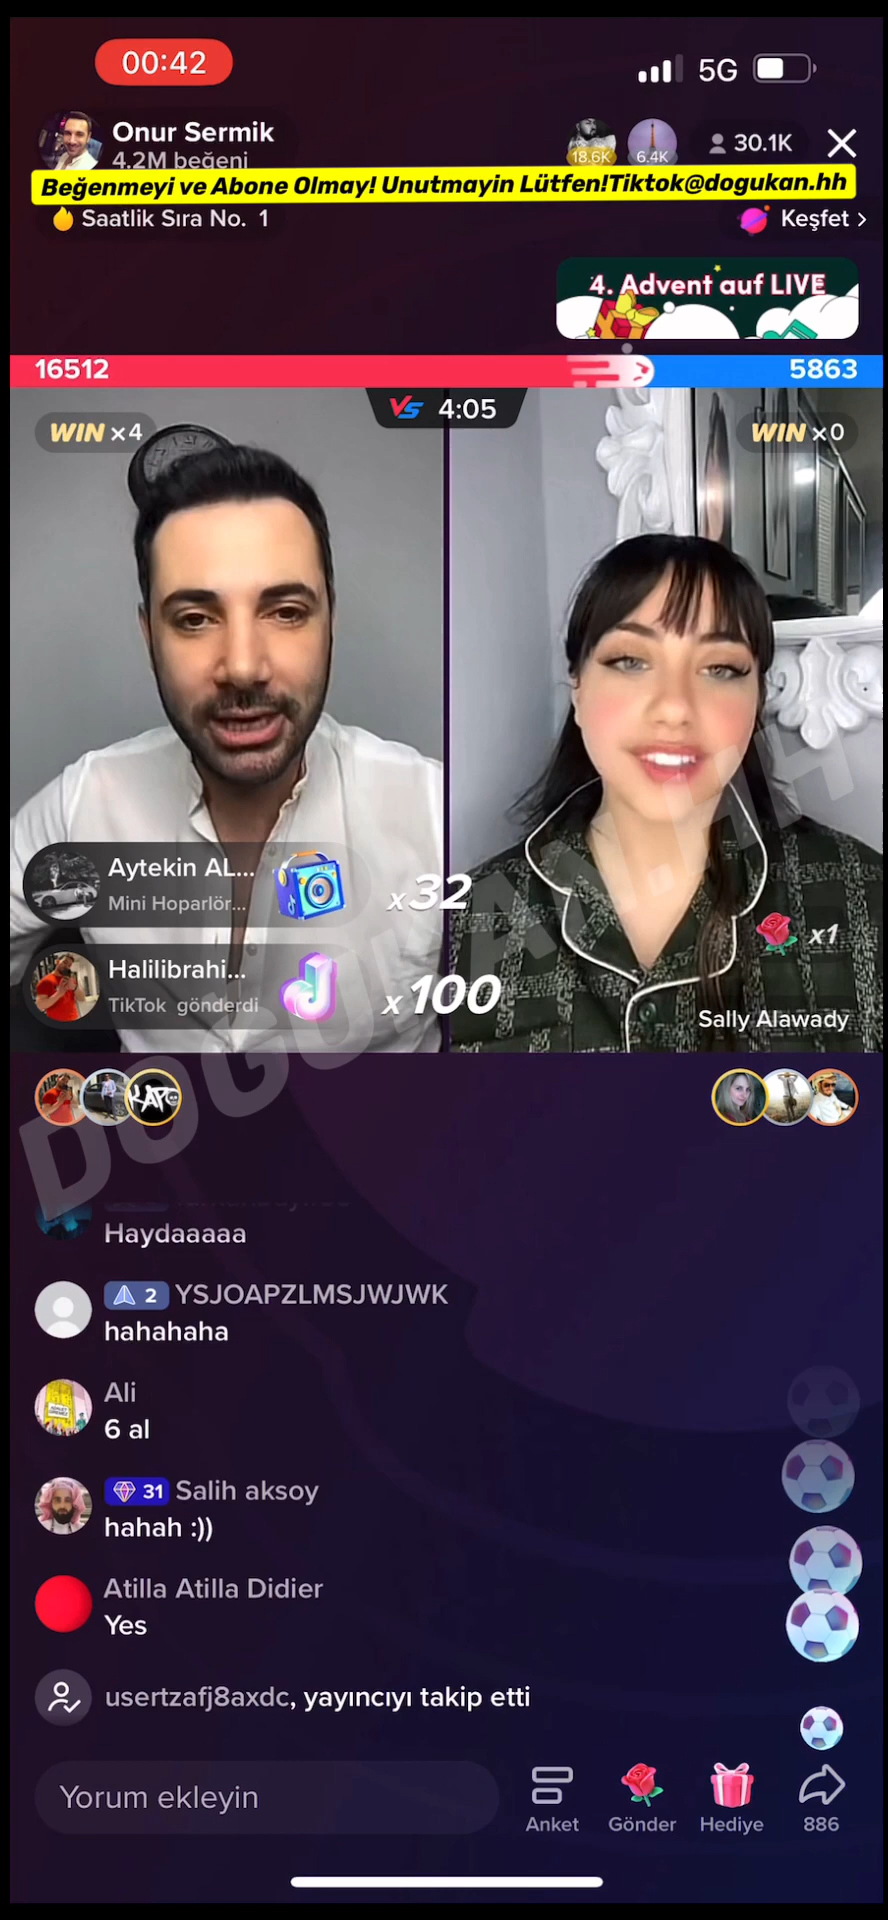 00:42
5G
Onur Sermik
4.2M beğeni
18.6K
6.4K
30.1K
Beğenmeyi ve Abone Olmay! Unutmayin Lütfen!Tiktok@dogukan.hh
Saatlik Sıra No. 1
Keşfet >
4. Advent auf LIVE
16512
5863
WIN x4
VS 4:05
WIN x0
Aytekin AL...
Mini Hoparlör...
x32
x1
Halilibrahi...
TikTok gönderdi
x100
Sally Alawady
DOGUKAN.HH
KAPO
Haydaaaaa
2 YSJOAPZLMSJWJWK
hahahaha
Ali
6 al
31 Salih aksoy
hahah :))
Atilla Atilla Didier
Yes
usertzafj8axdc, yayıncıyı takip etti
Yorum ekleyin
Anket
Gönder
Hediye
886